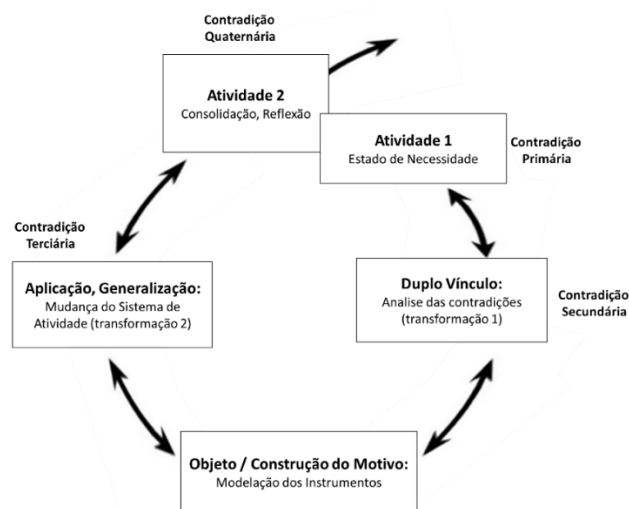 Contradição
Quaternária
Atividade 2
Consolidação, Reflexão
Atividade 1
Estado de Necessidade
Contradição
Primária
Contradição
Terciária
Aplicação, Generalização:
Mudança do Sistema de
Atividade (transformação 2)
Duplo Vínculo:
Analise das contradições
(transformação 1)
Contradição
Secundária
Objeto / Construção do Motivo:
Modelação dos Instrumentos